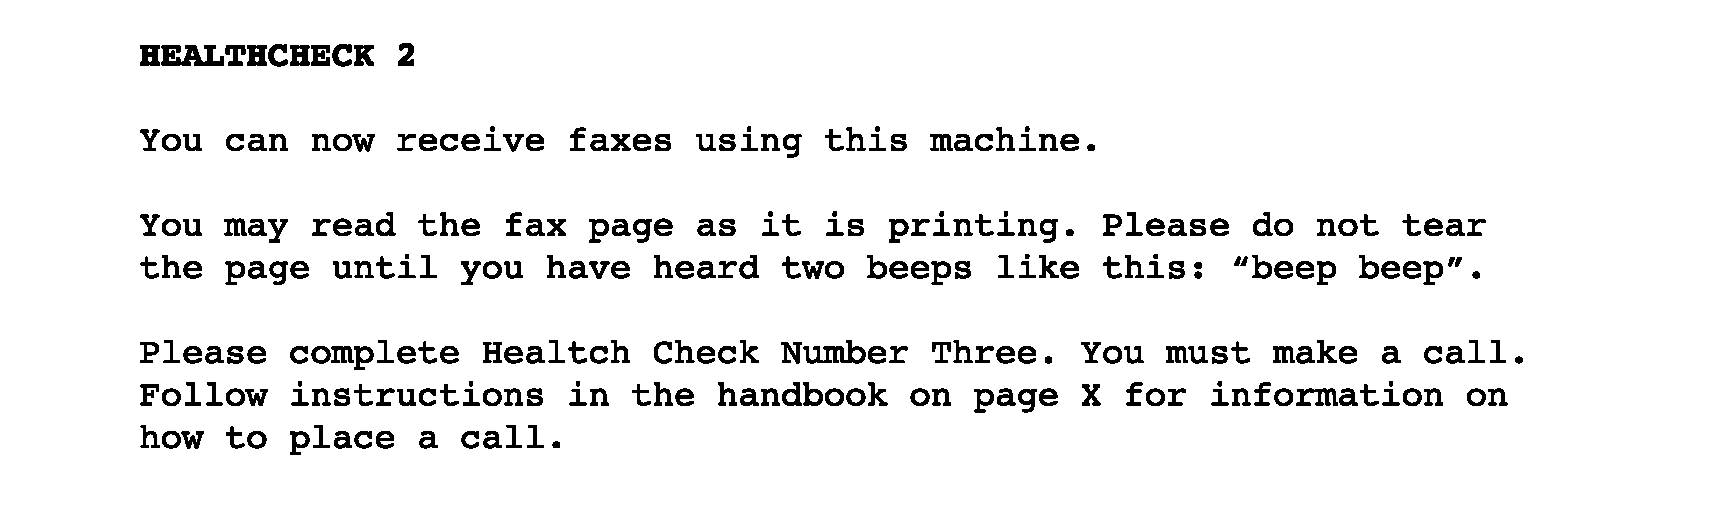 HEALTHCHECK 2
You can now receive faxes using this machine.
You may read the fax page as it is printing. Please do not tear
the page until you have heard two beeps like this: “beep beep”.
Please complete Healtch Check Number Three. You must make a call.
Follow instructions in the handbook on page X for information on
how to place a call.